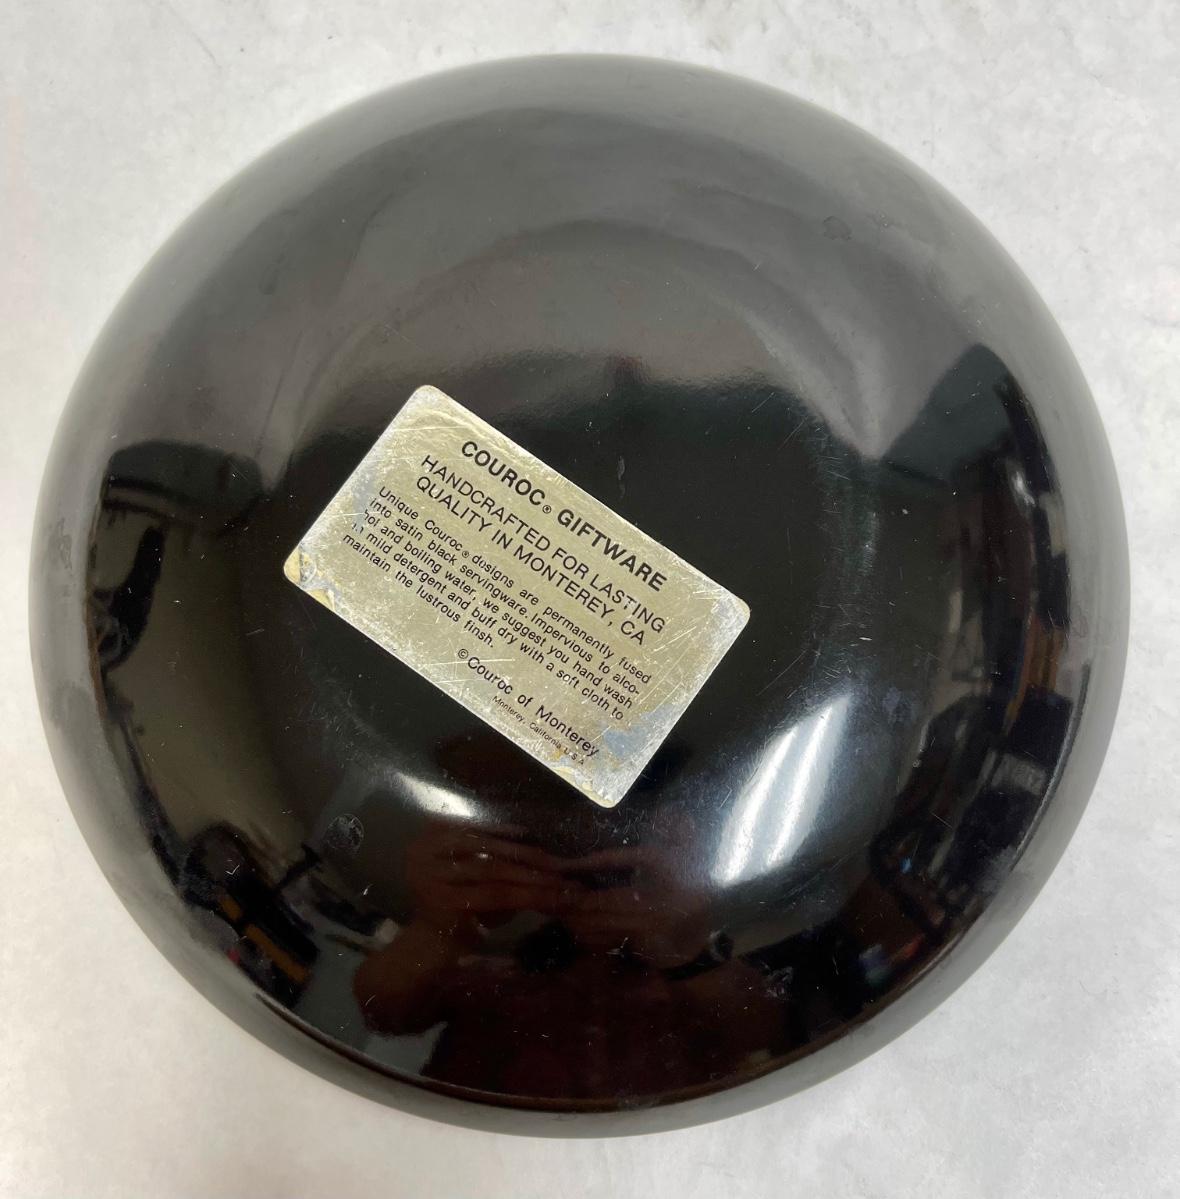 COUROC® GIFTWARE
HANDCRAFTED FOR LASTING
QUALITY IN MONTEREY, CA
Unique Couroc® dosigns are permanently fused
into satin black servingware. Impervious to alco-
hol and boiling water, we suggest you hand wash
in mild detergent and buff dry with a soft cloth to
maintain the lustrous finsh.
©Couroc of Monterey
Monterey, California U.S.A.